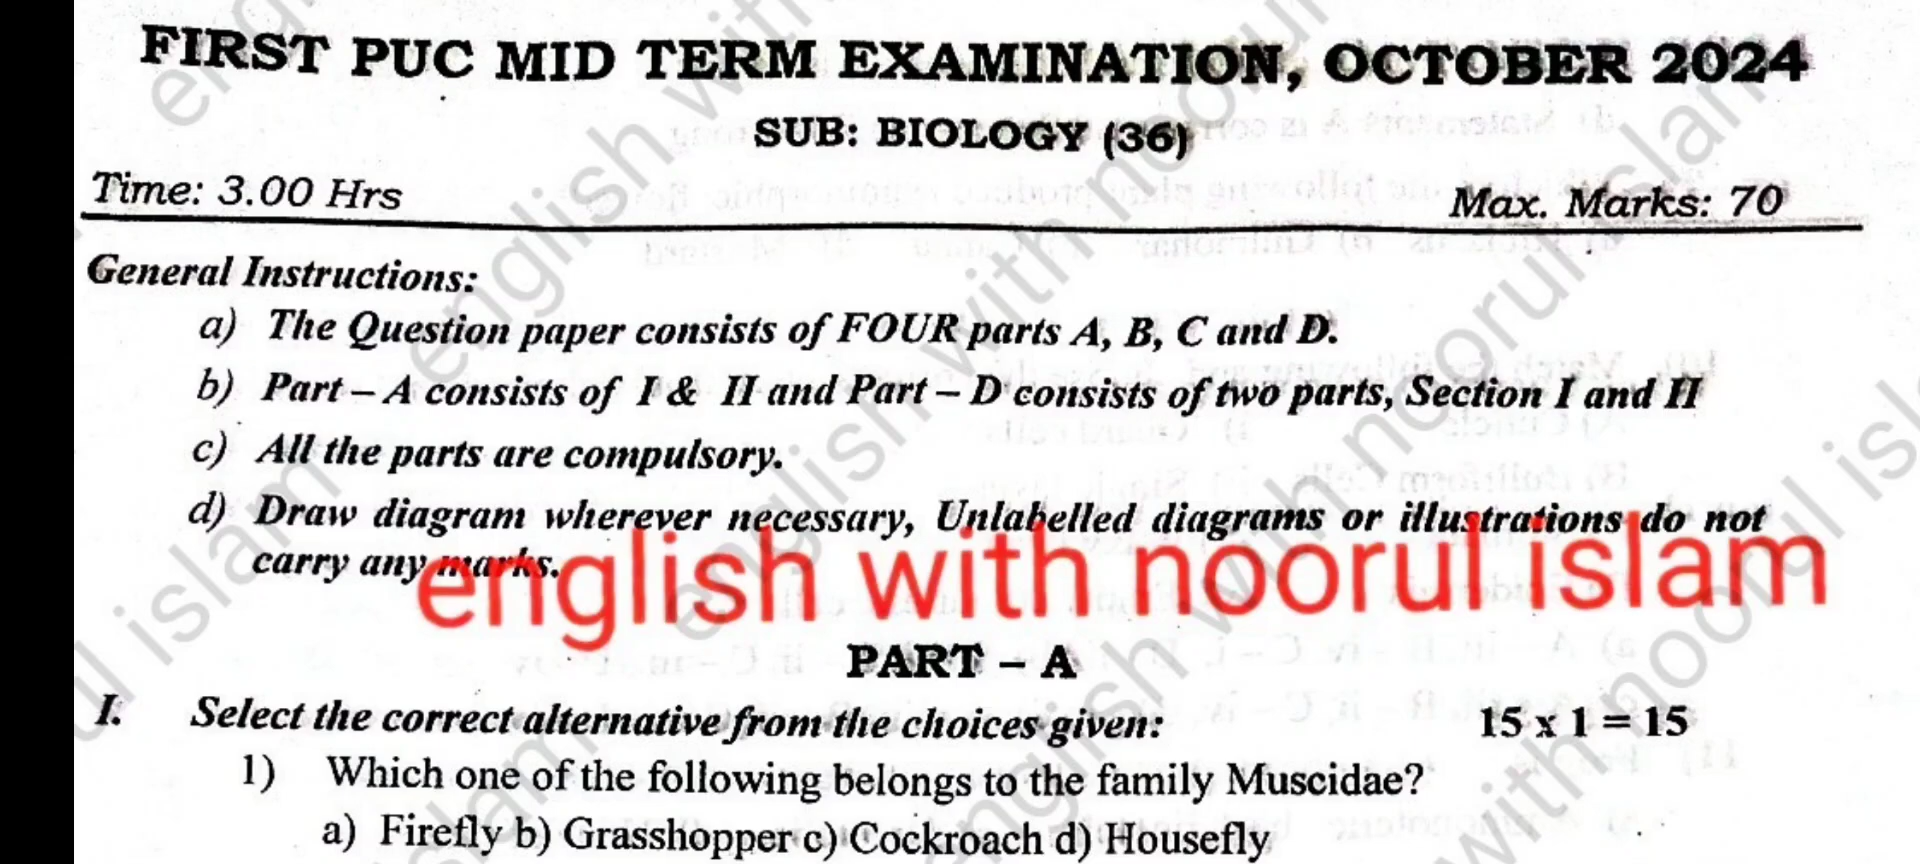 FIRST PUC MID TERM EXAMINATION, OCTOBER 2024
SUB: BIOLOGY (36)
Time: 3.00 Hrs Max. Marks: 70
General Instructions:
a) The Question paper consists of FOUR parts A, B, C and D.
b) Part – A consists of I & II and Part – D consists of two parts, Section I and II
c) All the parts are compulsory.
d) Draw diagram wherever necessary, Unlabelled diagrams or illustrations do not
carry any marks.
english with noorul islam
PART – A
I. Select the correct alternative from the choices given: 15 x 1 = 15
1) Which one of the following belongs to the family Muscidae?
a) Firefly b) Grasshopper c) Cockroach d) Housefly